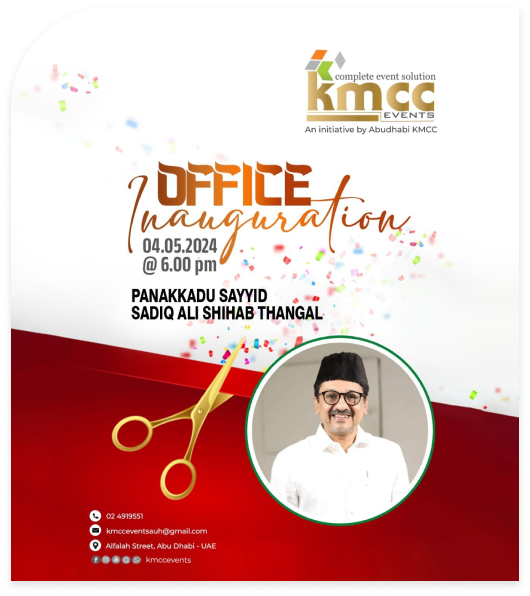 complete event solution
kmcc
EVENTS
An initiative by Abudhabi KMCC
OFFICE
Inauguration
04.05.2024
@ 6.00 pm
PANAKKADU SAYYID
SADIQ ALI SHIHAB THANGAL
02 4919551
kmcceventsauh@gmail.com
Alfalah Street, Abu Dhabi - UAE
kmccevents